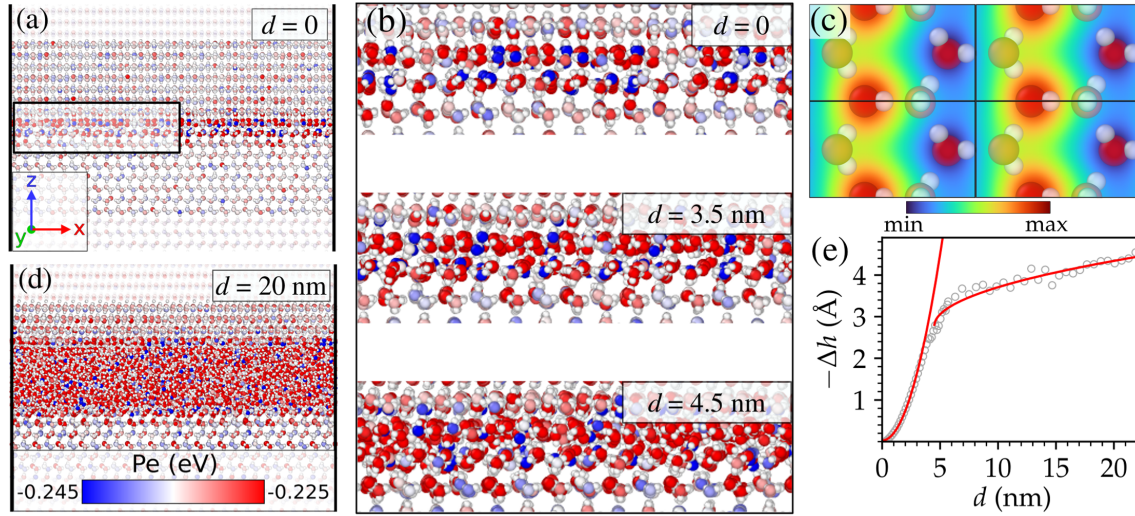 (a)
d = 0
z
y
x
(b)
d = 0
d = 3.5 nm
d = 4.5 nm
(c)
min
max
(d)
d = 20 nm
Pe (eV)
-0.245
-0.225
(e)
−Δh (Å)
4
3
2
1
0
5
10
15
20
d (nm)